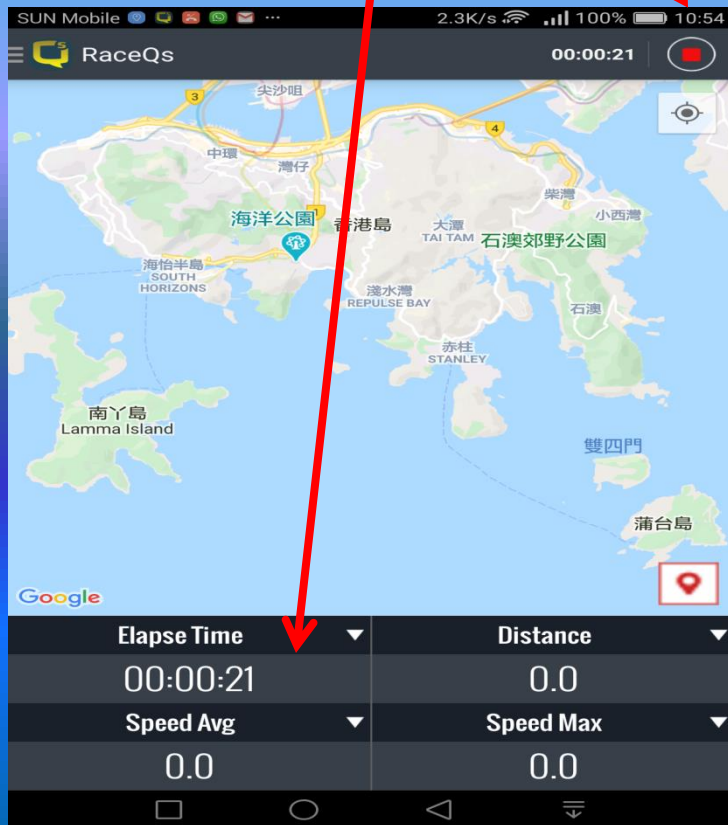 SUN Mobile ... 2.3K/s 100% 10:54
RaceQs 00:00:21
3
尖沙咀
4
中環
灣仔
柴灣
海洋公園
1
香港島
大潭
TAI TAM
小西灣
石澳郊野公園
海怡半島
SOUTH
HORIZONS
淺水灣
REPULSE BAY
石澳
赤柱
STANLEY
南丫島
Lamma Island
雙四門
蒲台島
Google
Elapse Time Distance
00:00:21 0.0
Speed Avg Speed Max
0.0 0.0